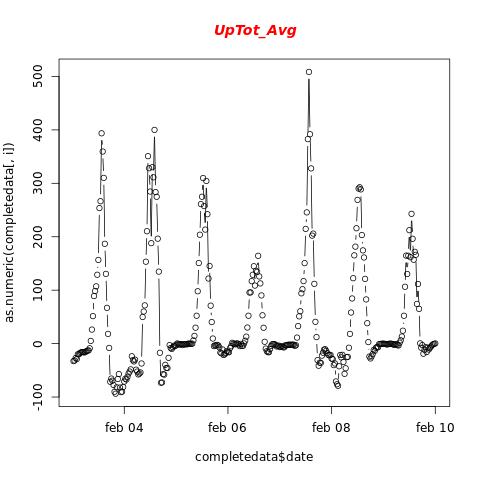 UpTot_Avg
as.numeric(completedata[, i])
500
400
300
200
100
0
-100
feb 04
feb 06
feb 08
feb 10
completedata$date